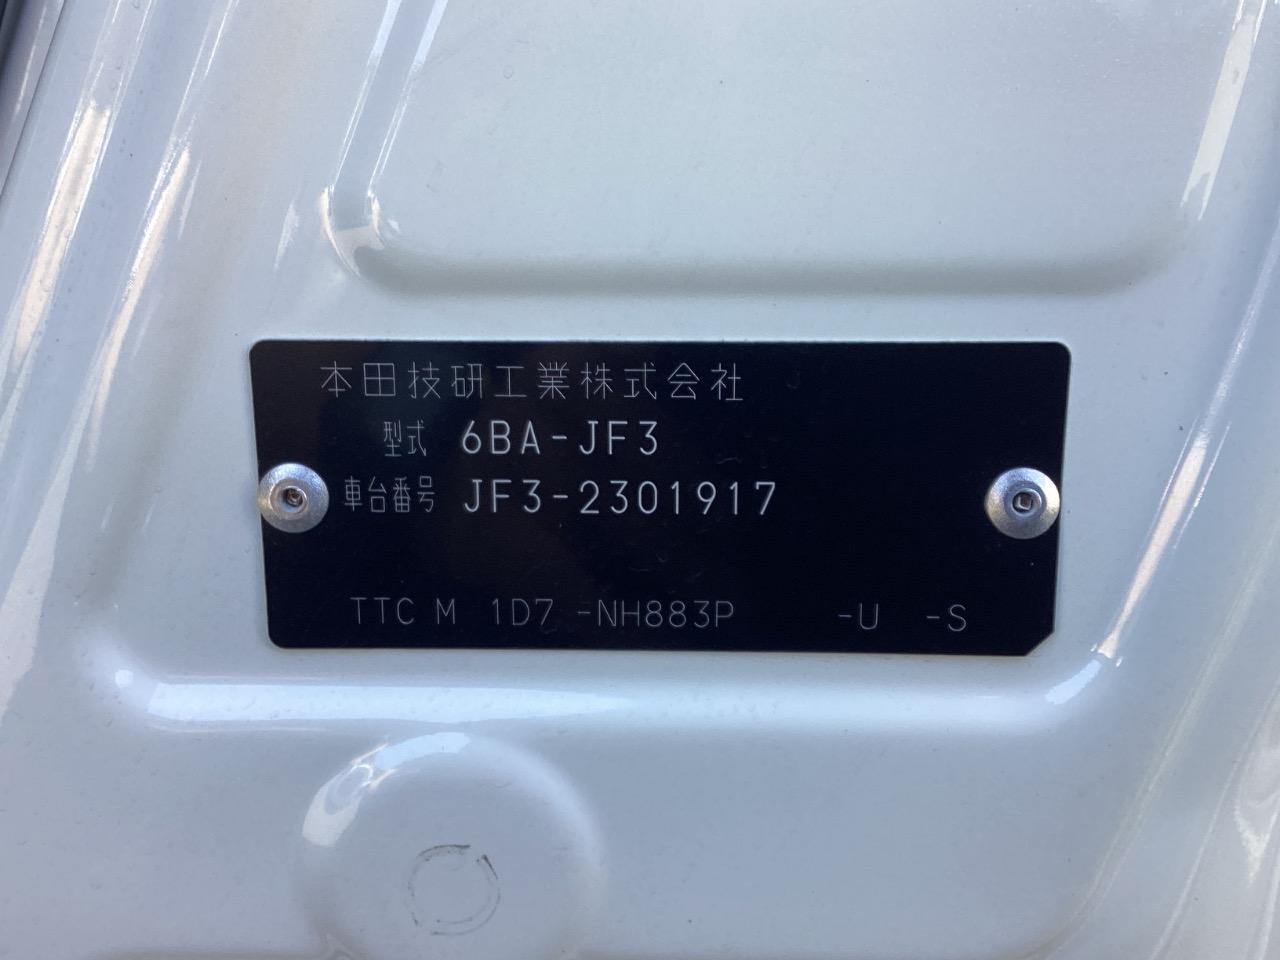 本田技研工業株式会社
型式 6BA-JF3
車台番号 JF3-2301917
TTC M 1D7 -NH883P -U -S